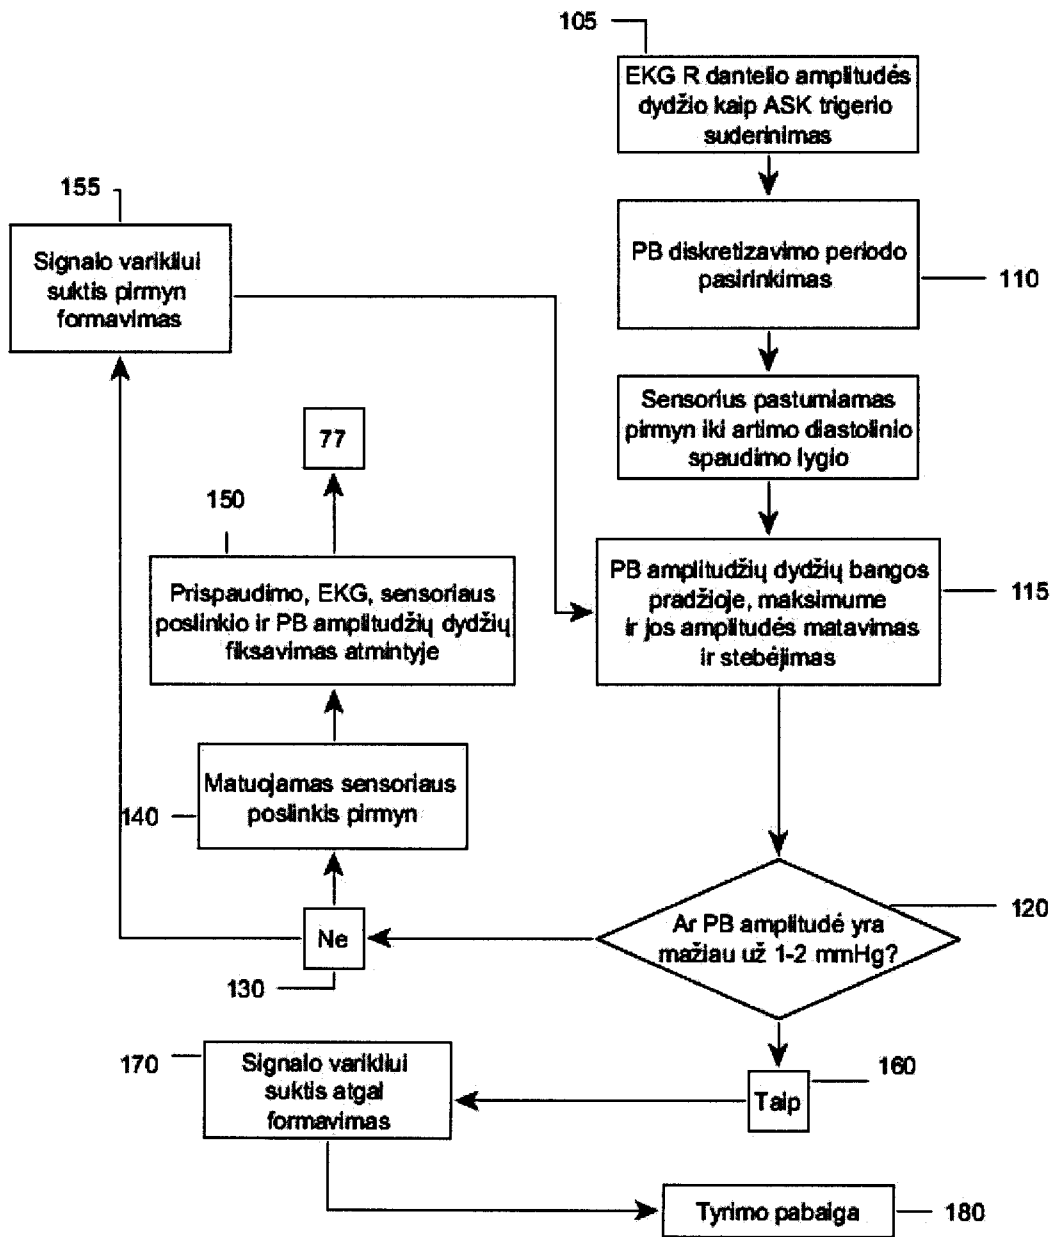 105
EKG R dantelio amplitudės
dydžio kaip ASK trigerio
suderinimas
155
Signalo varikliui
suktis pirmyn
formavimas
PB diskretizavimo periodo
pasirinkimas
110
Sensorius pastumiamas
pirmyn iki artimo diastolinio
spaudimo lygio
77
150
Prispaudimo, EKG, sensoriaus
poslinkio ir PB amplitudžių dydžių
fiksavimas atmintyje
PB amplitudžių dydžių bangos
pradžioje, maksimume
ir jos amplitudės matavimas
ir stebėjimas
115
Matuojamas sensoriaus
poslinkis pirmyn
140
Ar PB amplitudė yra
mažiau už 1-2 mmHg?
120
Ne
130
170
Signalo varikliui
suktis atgal
formavimas
160
Taip
Tyrimo pabaiga
180